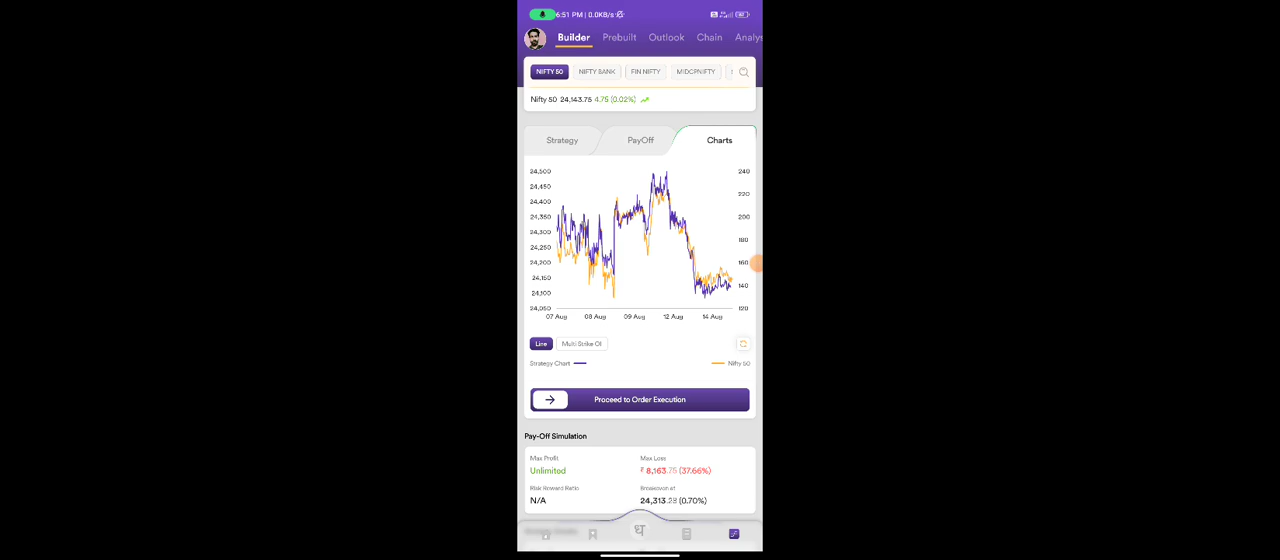 6:51 PM | 0.0KB/s
Builder Prebuilt Outlook Chain Analys
NIFTY 50 NIFTY BANK FIN NIFTY MIDCPNIFTY
Nifty 50 24,143.75 4.75 (0.02%)
Strategy PayOff Charts
24,500 240
24,450
24,400 220
24,350 200
24,300
24,250 180
24,200 160
24,150
24,100 140
24,050 120
07 Aug 08 Aug 09 Aug 12 Aug 14 Aug
Line Multi Strike OI
Strategy Chart Nifty 50
Proceed to Order Execution
Pay-Off Simulation
Max Profit Max Loss
Unlimited ₹ 8,163.75 (37.66%)
Risk Reward Ratio Breakeven at
N/A 24,313.23 (0.70%)
ध